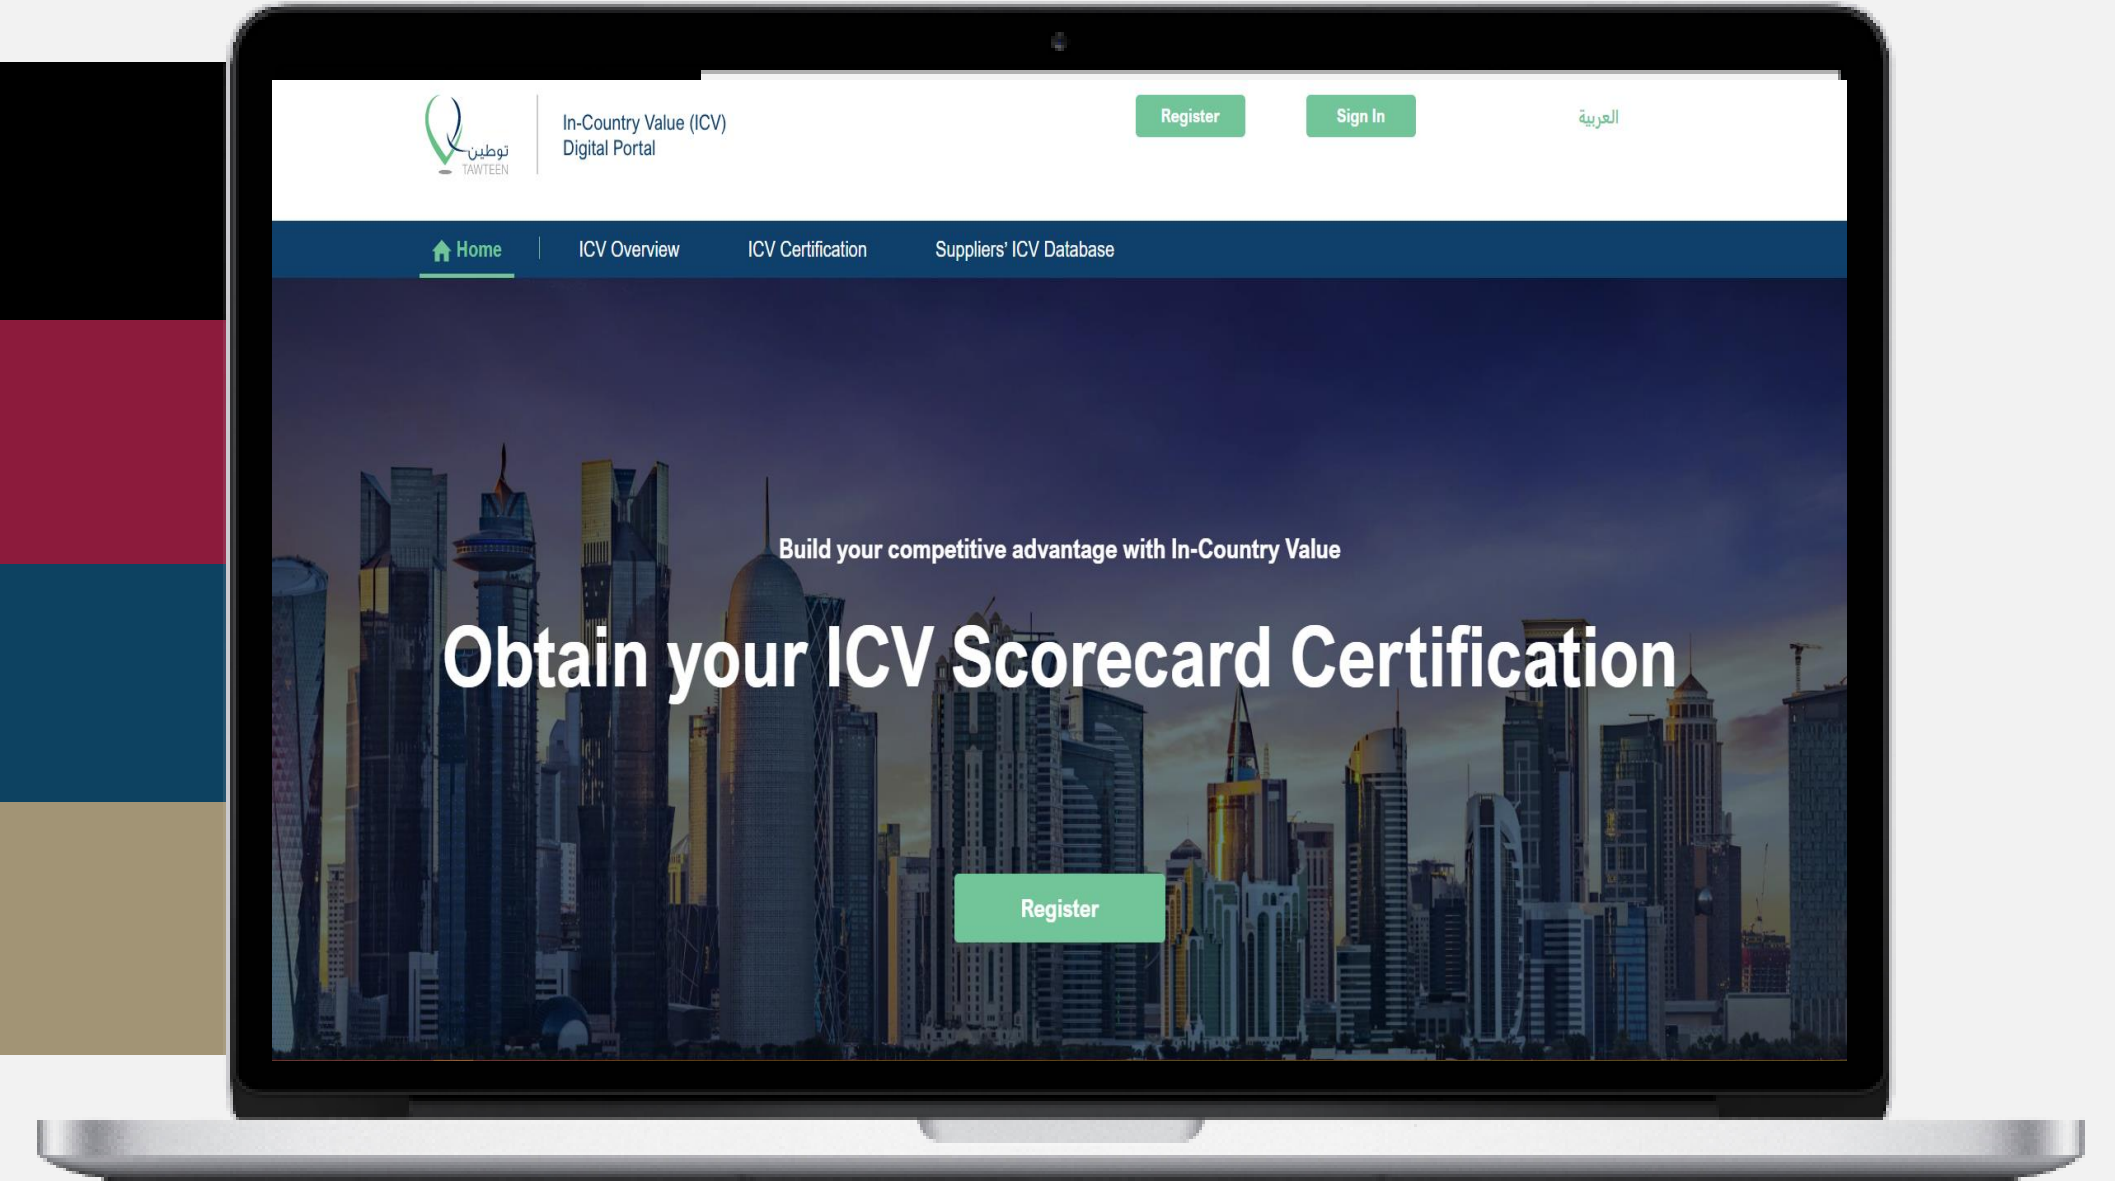 توطين
TAWTEEN
In-Country Value (ICV)
Digital Portal
Register
Sign In
العربية
Home
ICV Overview
ICV Certification
Suppliers' ICV Database
Build your competitive advantage with In-Country Value
Obtain your ICV Scorecard Certification
Register